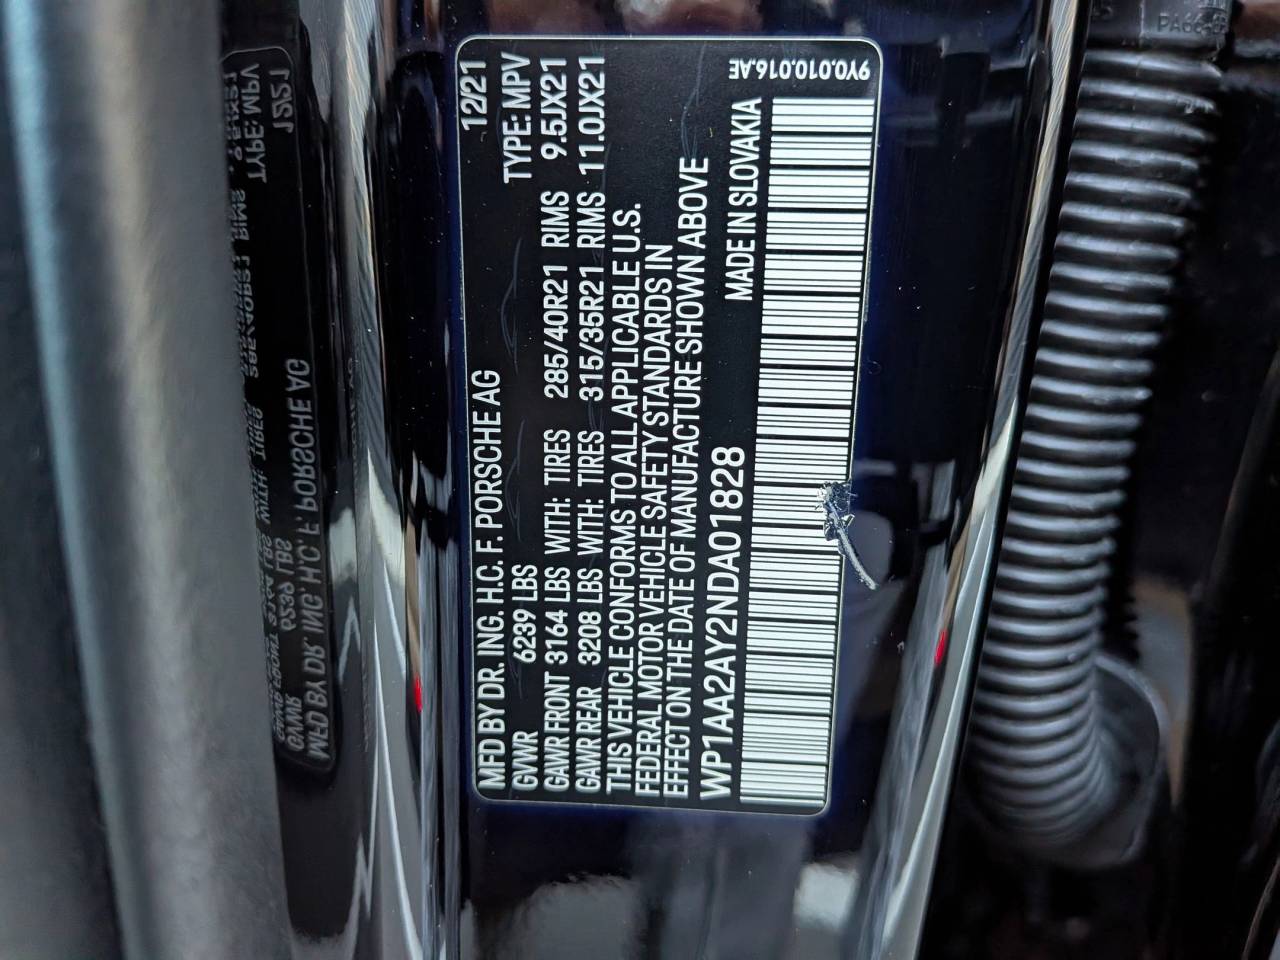 MFD BY DR. ING. H.C. F. PORSCHE AG 12/21
GVWR 6239 LBS TYPE: MPV
GAWR FRONT 3164 LBS WITH: TIRES 285/40R21 RIMS 9.5JX21
GAWR REAR 3208 LBS WITH: TIRES 315/35R21 RIMS 11.0JX21
THIS VEHICLE CONFORMS TO ALL APPLICABLE U.S.
FEDERAL MOTOR VEHICLE SAFETY STANDARDS IN
EFFECT ON THE DATE OF MANUFACTURE SHOWN ABOVE
WP1AA2AY2NDA01828 MADE IN SLOVAKIA
9Y0.010.016.AE